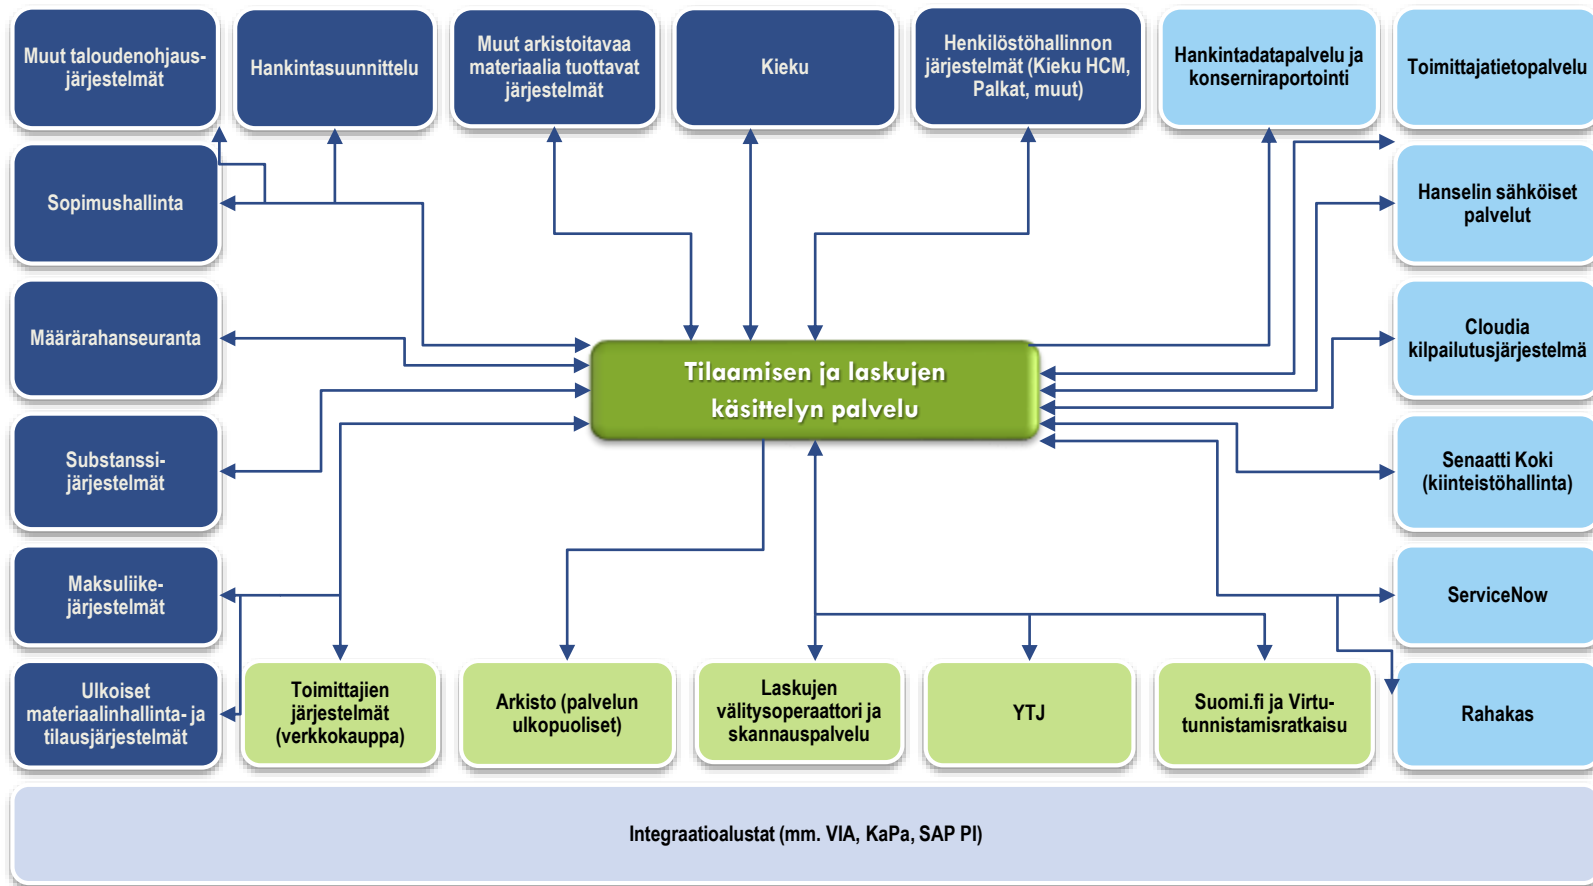 Muut taloudenohjaus-
järjestelmät
Hankintasuunnittelu
Muut arkistoitavaa
materiaalia tuottavat
järjestelmät
Kieku
Henkilöstöhallinnon
järjestelmät (Kieku HCM,
Palkat, muut)
Hankintadatapalvelu ja
konserniraportointi
Toimittajatietopalvelu
Sopimushallinta
Hanselin sähköiset
palvelut
Määrärahanseuranta
Tilaamisen ja laskujen
käsittelyn palvelu
Cloudia
kilpailutusjärjestelmä
Substanssi-
järjestelmät
Senaatti Koki
(kiinteistöhallinta)
Maksuliike-
järjestelmät
ServiceNow
Ulkoiset
materiaalinhallinta- ja
tilausjärjestelmät
Toimittajien
järjestelmät
(verkkokauppa)
Arkisto (palvelun
ulkopuoliset)
Laskujen
välitysoperaattori ja
skannauspalvelu
YTJ
Suomi.fi ja Virtu-
tunnistamisratkaisu
Rahakas
Integraatioalustat (mm. VIA, KaPa, SAP PI)